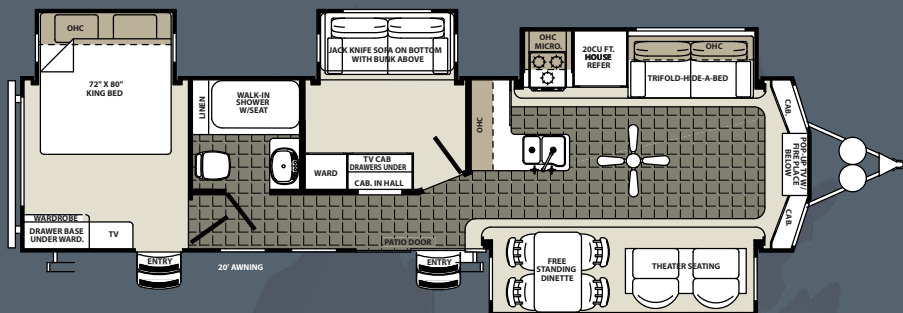 OHC
72" X 80"
KING BED
LINEN
WALK-IN
SHOWER
W/SEAT
WARDROBE
DRAWER BASE
UNDER WARD.
TV
ENTRY
20' AWNING
JACK KNIFE SOFA ON BOTTOM
WITH BUNK ABOVE
WARD
TV CAB
DRAWERS UNDER
CAB. IN HALL
PATIO DOOR
ENTRY
OHC
OHC
MICRO.
20CU FT.
HOUSE
REFER
OHC
TRIFOLD-HIDE-A-BED
CAB.
POP-UP TV W/
FIRE PLACE
BELOW
CAB.
FREE
STANDING
DINETTE
THEATER SEATING